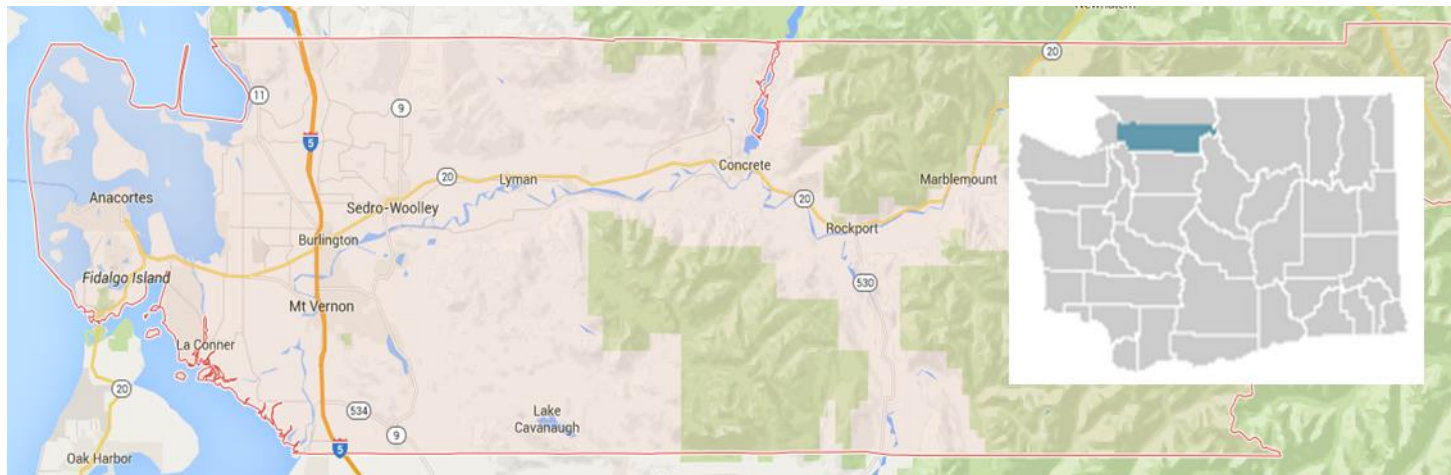 20
11
9
5
Concrete
20
Lyman
Marblemount
Anacortes
Sedro-Woolley
20
Rockport
Burlington
Fidalgo Island
530
Mt Vernon
La Conner
20
534
Lake
Cavanaugh
9
5
Oak Harbor